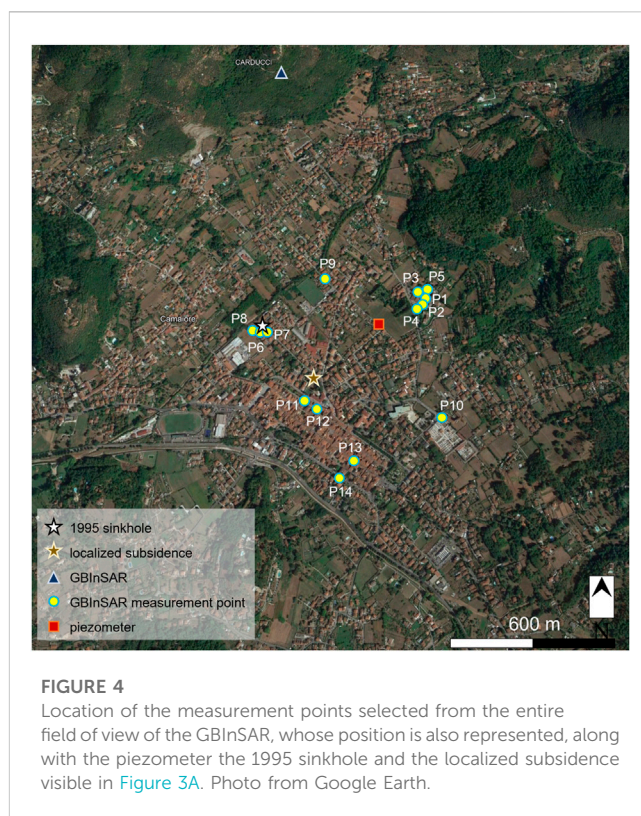 CARDUCCI
P9
P3
P5
P1
P2
P4
P8
P6
P7
Camaiore
P11
P12
P10
P13
P14
1995 sinkhole
localized subsidence
GBInSAR
GBInSAR measurement point
piezometer
N
600 m
FIGURE 4
Location of the measurement points selected from the entire
field of view of the GBInSAR, whose position is also represented, along
with the piezometer the 1995 sinkhole and the localized subsidence
visible in Figure 3A. Photo from Google Earth.